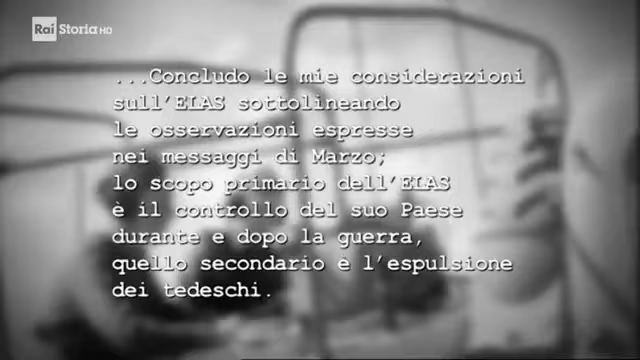 Rai Storia HD
...Concludo le mie considerazioni
sull'ELAS sottolineando
le osservazioni espresse
nei messaggi di Marzo;
lo scopo primario dell'ELAS
è il controllo del suo Paese
durante e dopo la guerra,
quello secondario è l'espulsione
dei tedeschi.